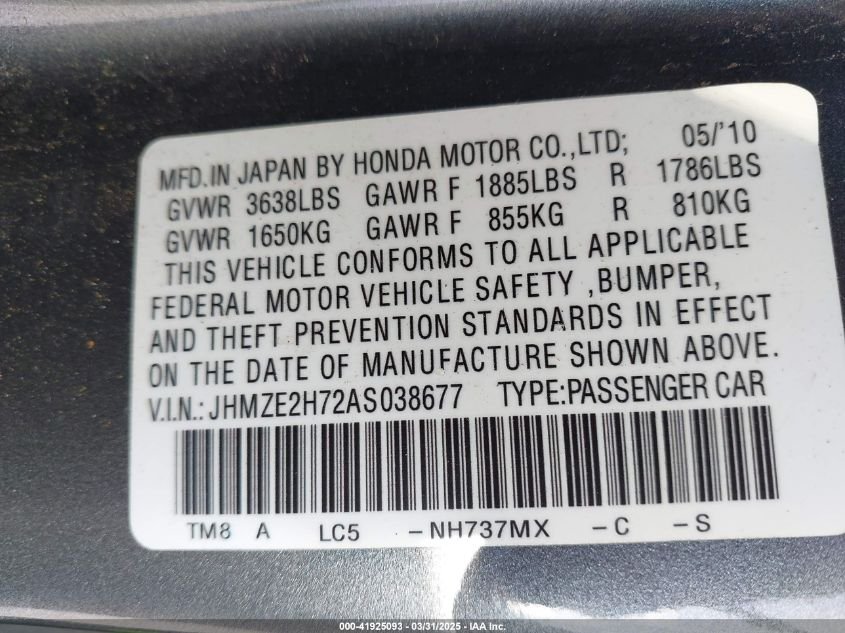 MFD.IN JAPAN BY HONDA MOTOR CO.,LTD; 05/'10
GVWR 3638LBS GAWR F 1885LBS R 1786LBS
GVWR 1650KG GAWR F 855KG R 810KG
THIS VEHICLE CONFORMS TO ALL APPLICABLE
FEDERAL MOTOR VEHICLE SAFETY ,BUMPER,
AND THEFT PREVENTION STANDARDS IN EFFECT
ON THE DATE OF MANUFACTURE SHOWN ABOVE.
V.I.N.: JHMZE2H72AS038677 TYPE:PASSENGER CAR
TM8 A LC5 -NH737MX -C -S
000-41925093 - 03/31/2025 - IAA Inc.